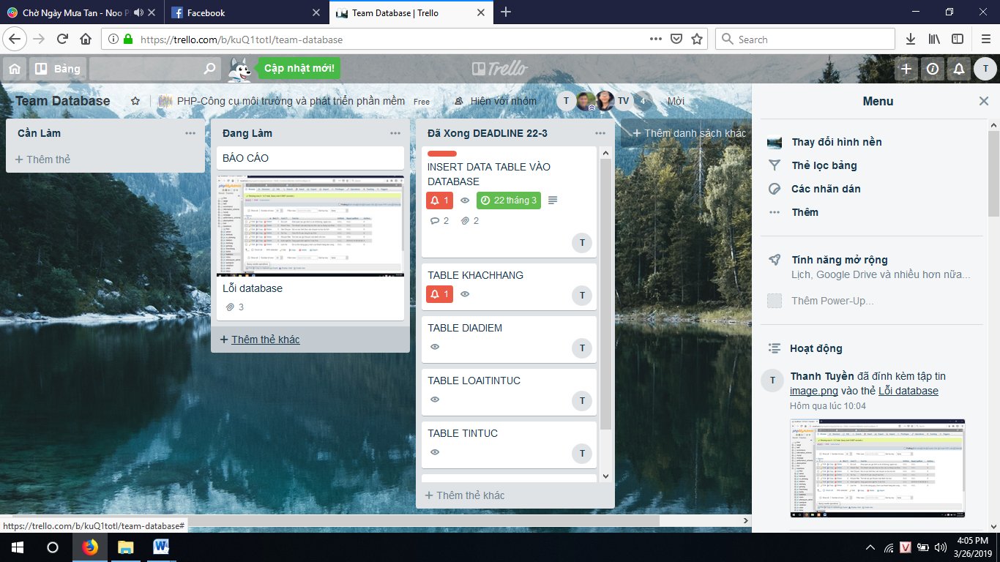 Chờ Ngày Mưa Tan - Noo P
Facebook
Team Database | Trello
https://trello.com/b/kuQ1totI/team-database
Search
Bảng
Cập nhật mới!
Trello
T
Team Database
PHP-Công cụ môi trường và phát triển phần mềm
Free
Hiện với nhóm
T
TV
4
Mời
Cần Làm
+ Thêm thẻ
Đang Làm
BÁO CÁO
Lỗi database
3
+ Thêm thẻ khác
Đã Xong DEADLINE 22-3
INSERT DATA TABLE VÀO
DATABASE
1
22 tháng 3
2
2
T
TABLE KHACHHANG
1
T
TABLE DIADIEM
T
TABLE LOAITINTUC
T
TABLE TINTUC
T
+ Thêm thẻ khác
+ Thêm danh sách khác
Menu
Thay đổi hình nền
Thẻ lọc bảng
Các nhãn dán
Thêm
Tính năng mở rộng
Lịch, Google Drive và nhiều hơn nữa...
Thêm Power-Up...
Hoạt động
T
Thanh Tuyền đã đính kèm tập tin
image.png vào thẻ Lỗi database
Hôm qua lúc 10:04
https://trello.com/b/kuQ1totI/team-database#
4:05 PM
3/26/2019